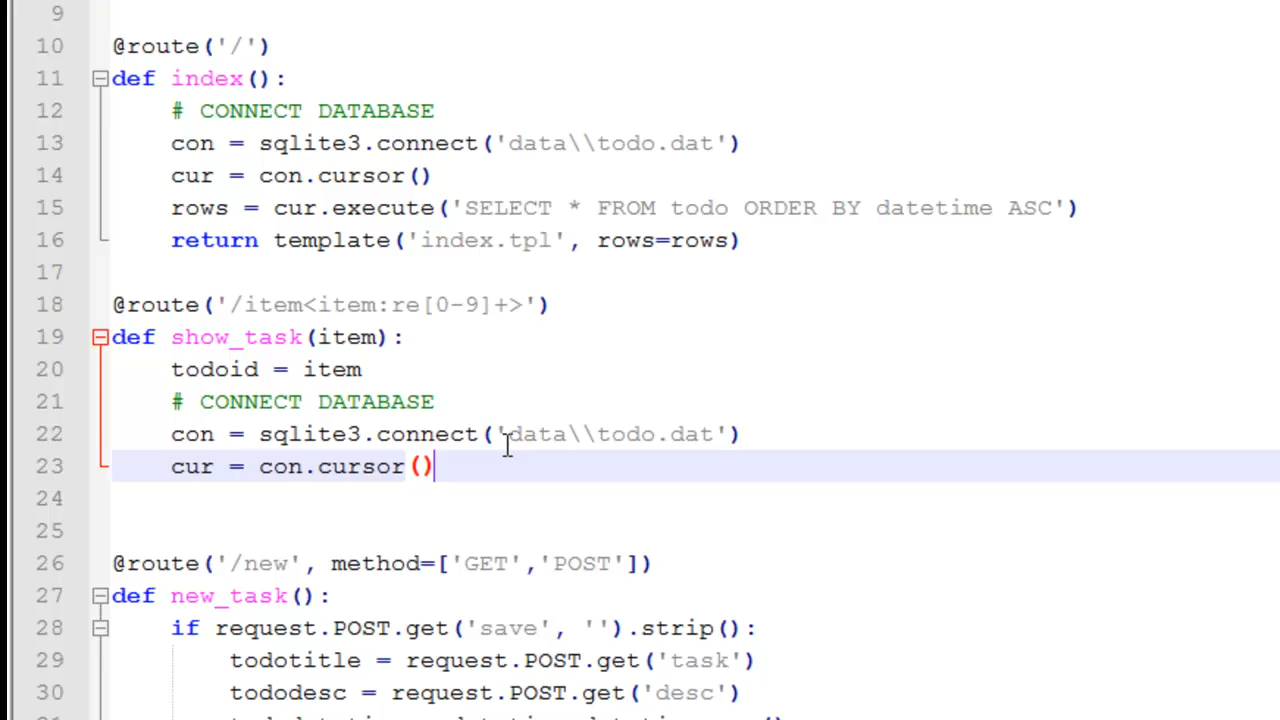 9
10 @route('/')
11 def index():
12 # CONNECT DATABASE
13 con = sqlite3.connect('data\\todo.dat')
14 cur = con.cursor()
15 rows = cur.execute('SELECT * FROM todo ORDER BY datetime ASC')
16 return template('index.tpl', rows=rows)
17
18 @route('/item<item:re[0-9]+>')
19 def show_task(item):
20 todoid = item
21 # CONNECT DATABASE
22 con = sqlite3.connect('data\\todo.dat')
23 cur = con.cursor()
24
25
26 @route('/new', method=['GET','POST'])
27 def new_task():
28 if request.POST.get('save', '').strip():
29 todotitle = request.POST.get('task')
30 tododesc = request.POST.get('desc')